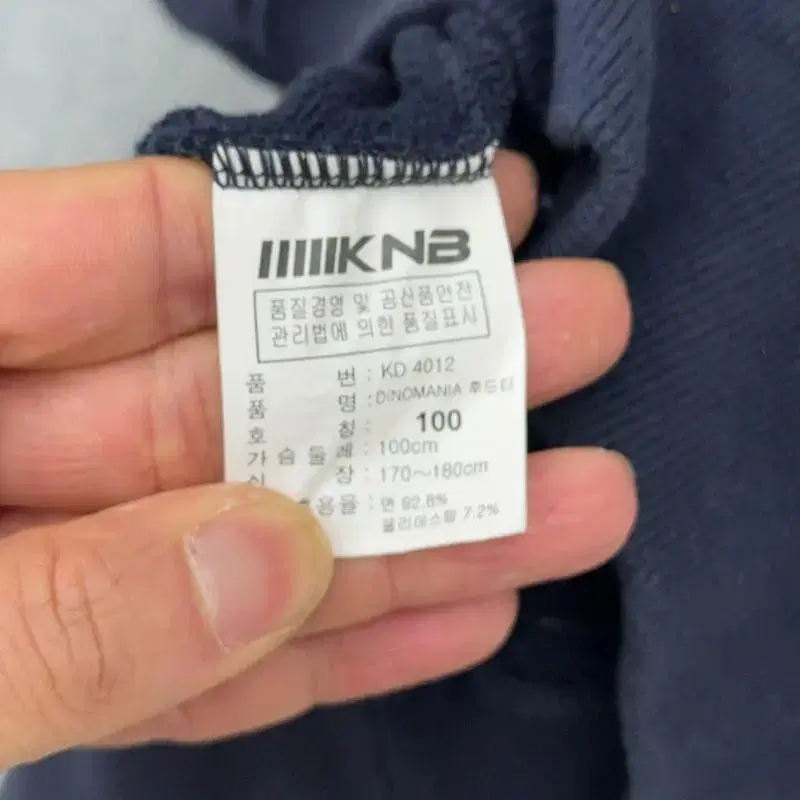 KNB
품질경영 및 공산품안전
관리법에 의한 품질표시
품 번 : KD 4012
품 명 : DINOMANIA 후드티
호 칭 : 100
가슴둘레 : 100cm
신 장 : 170~180cm
용률 : 면 92.8%
폴리에스팔 7.2%